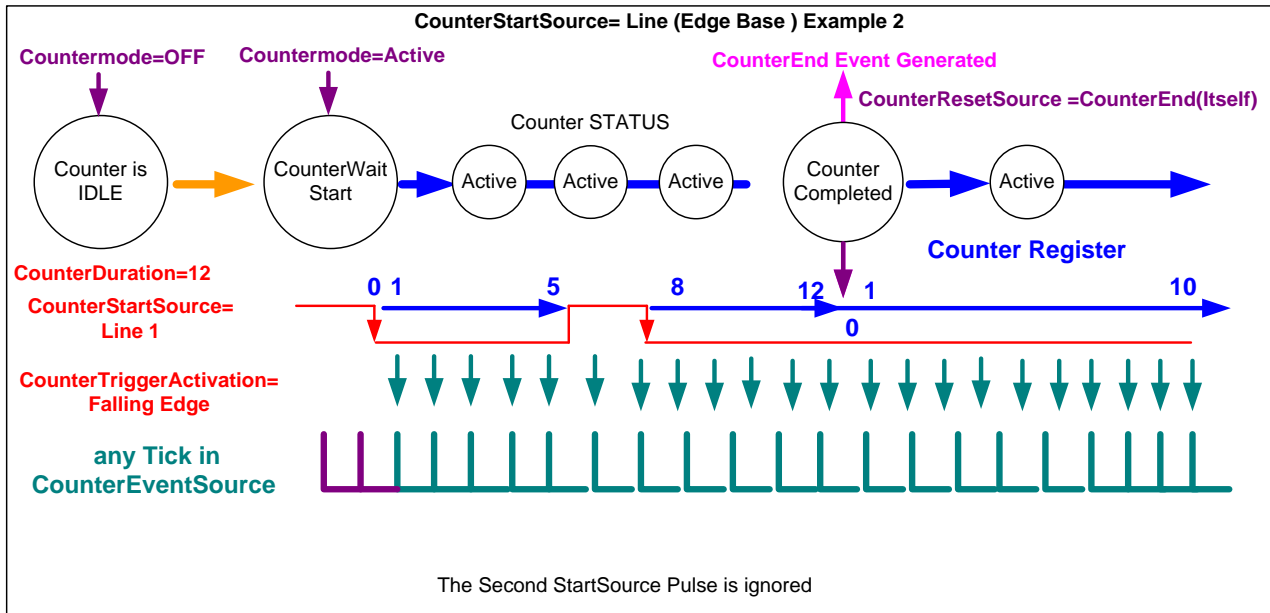 CounterStartSource= Line (Edge Base ) Example 2
Countermode=OFF
Countermode=Active
CounterEnd Event Generated
CounterResetSource =CounterEnd(Itself)
Counter STATUS
Counter is
IDLE
CounterWait
Start
Active
Active
Active
Counter
Completed
Active
Counter Register
CounterDuration=12
0 1 5 8 12 1 10
0
CounterStartSource=
Line 1
CounterTriggerActivation=
Falling Edge
any Tick in
CounterEventSource
The Second StartSource Pulse is ignored